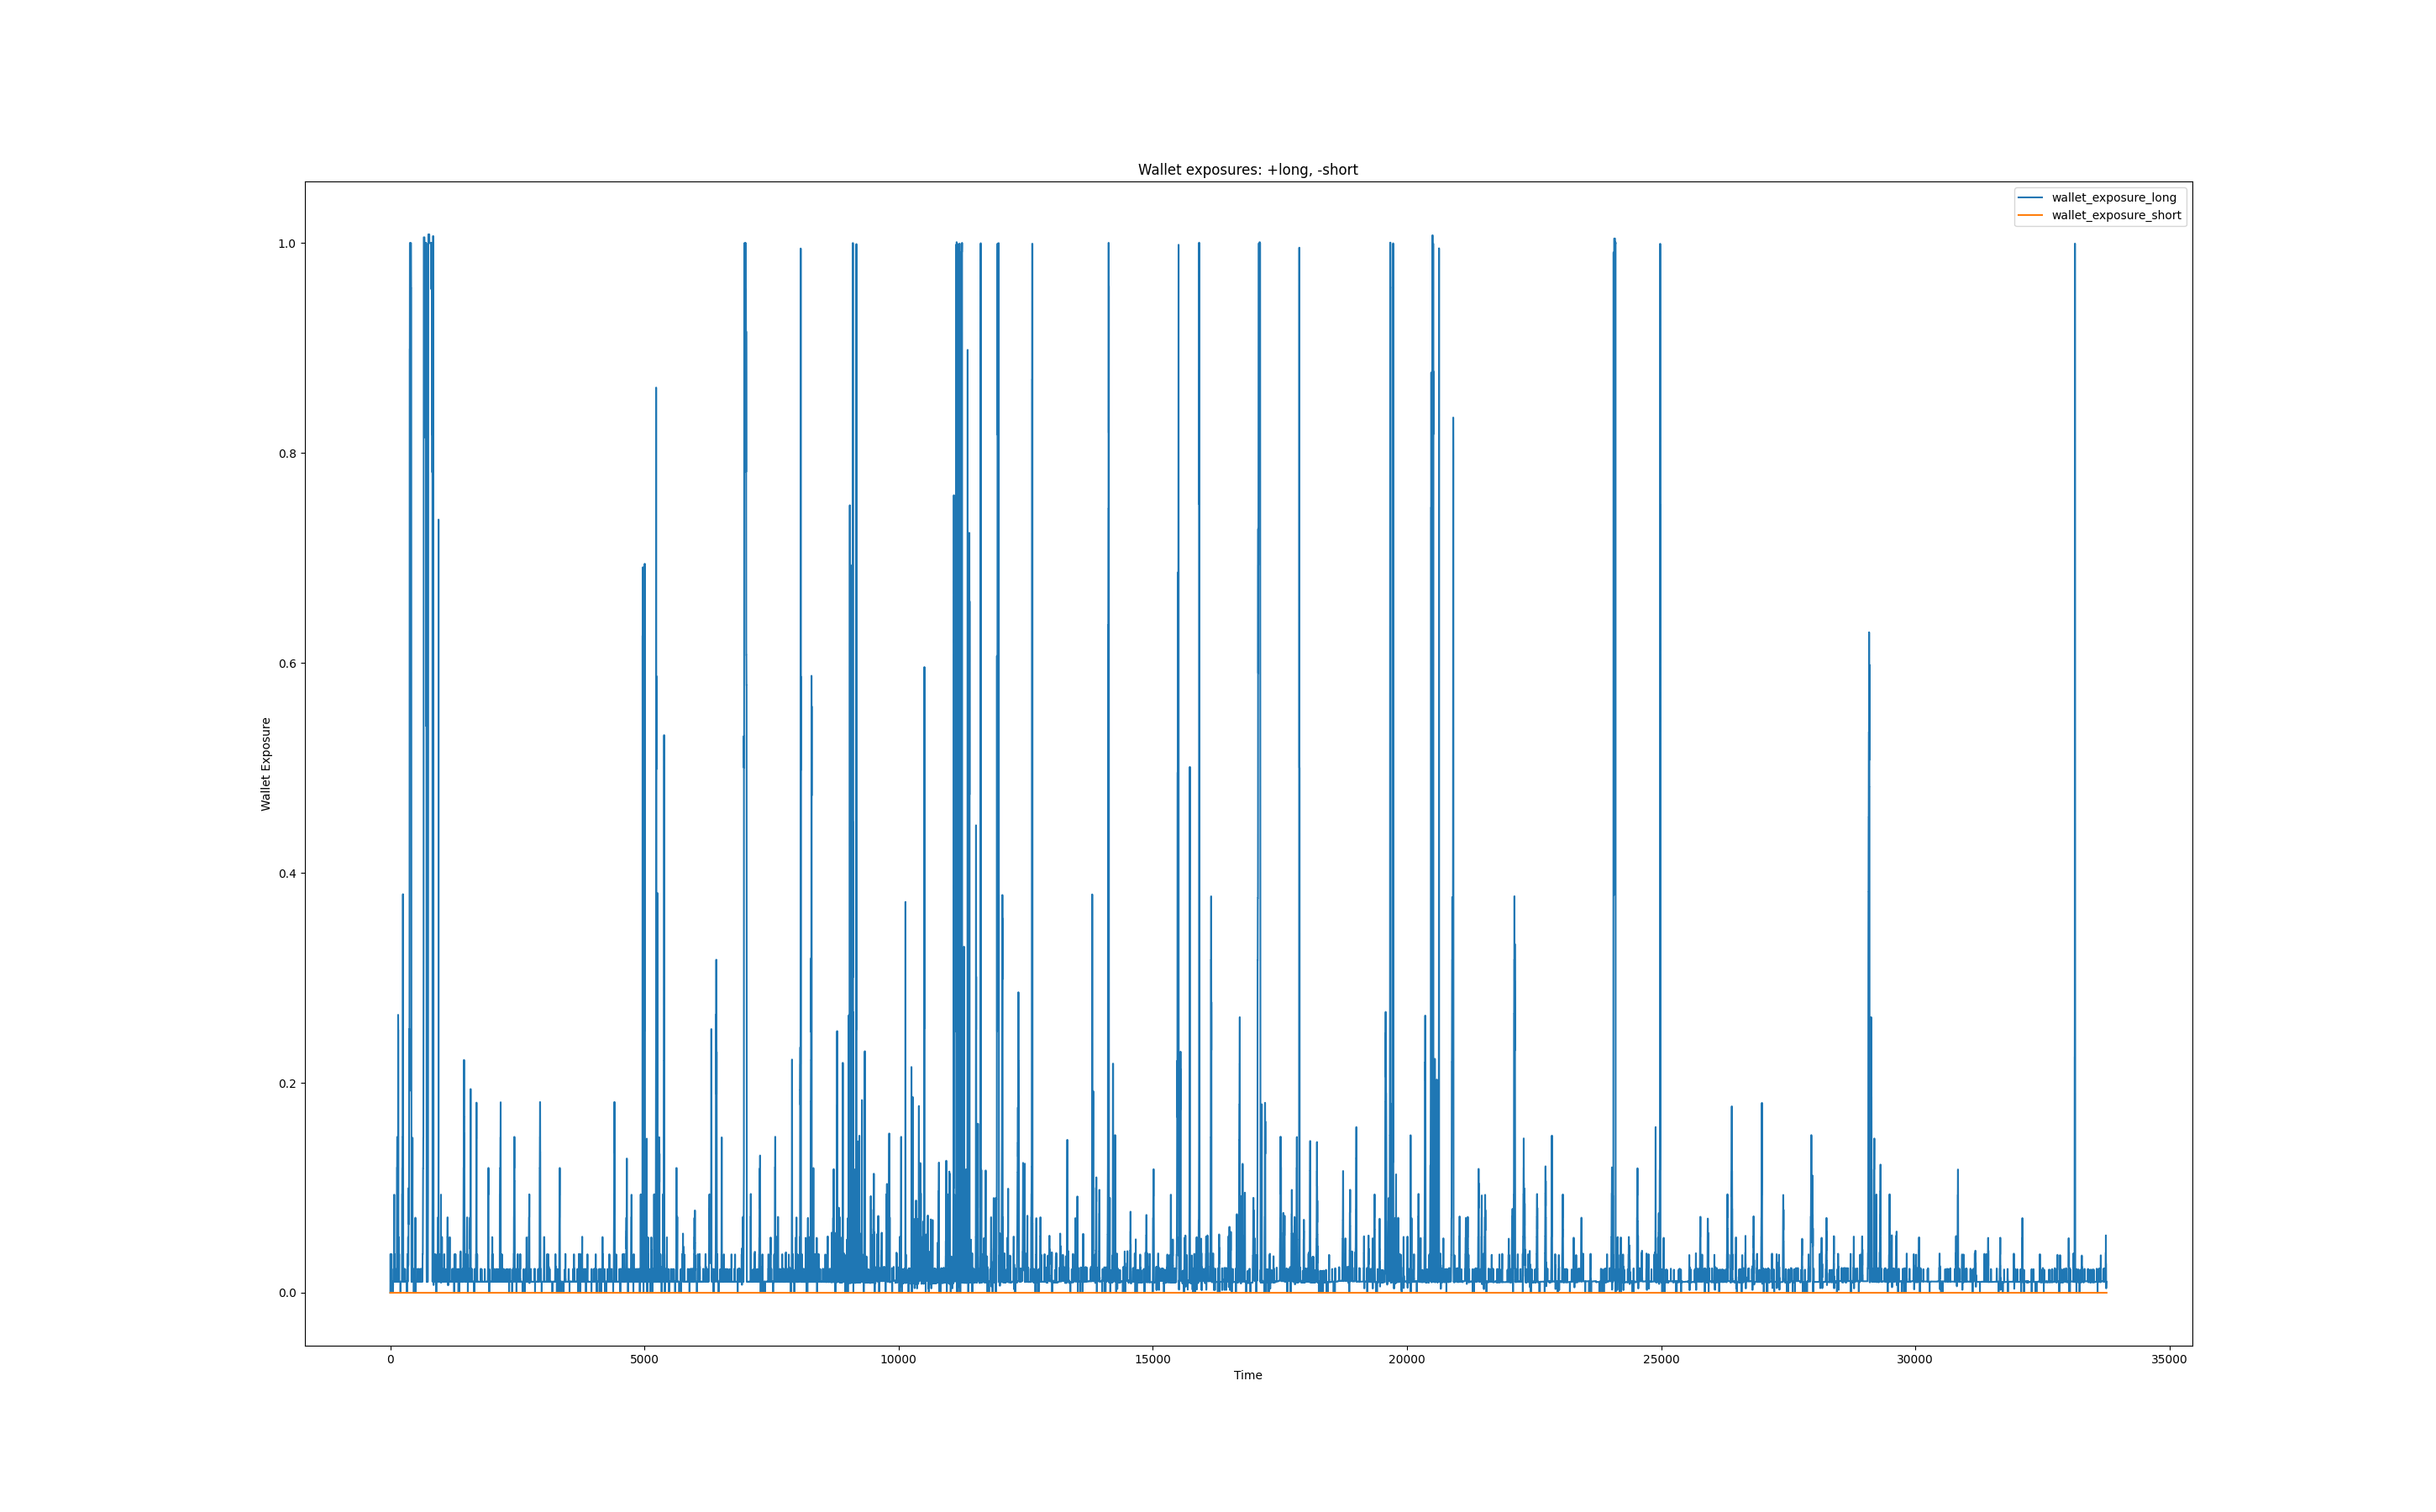 Wallet exposures: +long, -short
wallet_exposure_long
wallet_exposure_short
1.0
0.8
0.6
0.4
0.2
0.0
Wallet Exposure
0 5000 10000 15000 20000 25000 30000 35000
Time